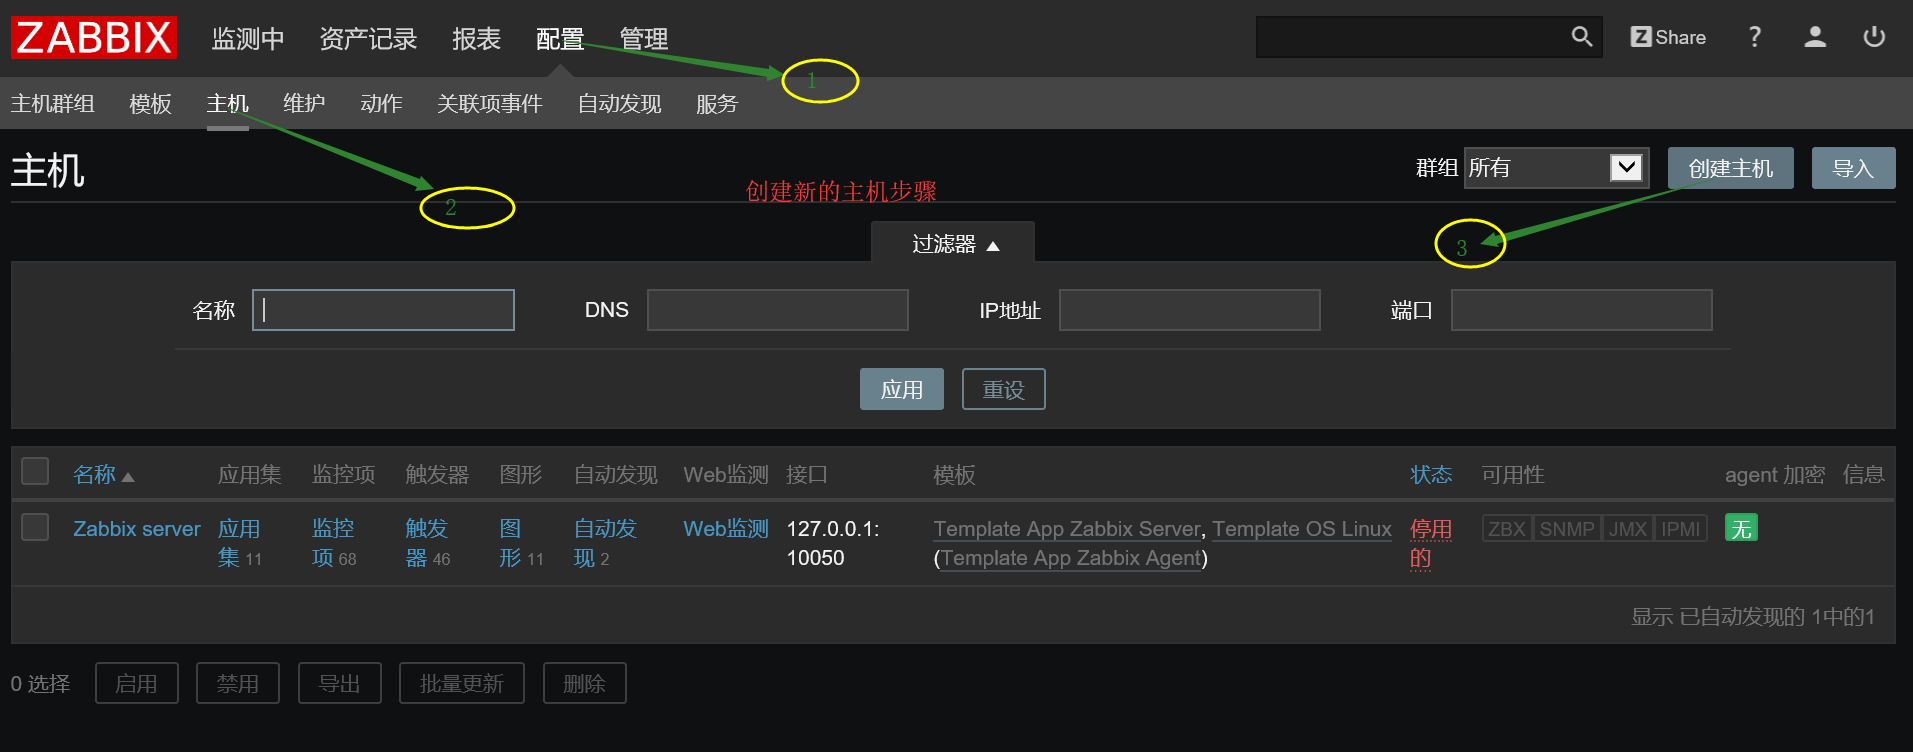 ZABBIX 监测中 资产记录 报表 配置 管理 Z Share ?
1
主机群组 模板 主机 维护 动作 关联项事件 自动发现 服务
主机 群组 所有 创建主机 导入
创建新的主机步骤
2
过滤器
3
名称 DNS IP地址 端口
应用 重设
名称 应用集 监控项 触发器 图形 自动发现 Web监测 接口 模板 状态 可用性 agent 加密 信息
Zabbix server 应用 监控 触发 图 自动发 Web监测 127.0.0.1: Template App Zabbix Server, Template OS Linux 停用 ZBX SNMP JMX IPMI 无
集 11 项 68 器 46 形 11 现 2 10050 (Template App Zabbix Agent) 的
显示 已自动发现的 1中的1
0 选择 启用 禁用 导出 批量更新 删除